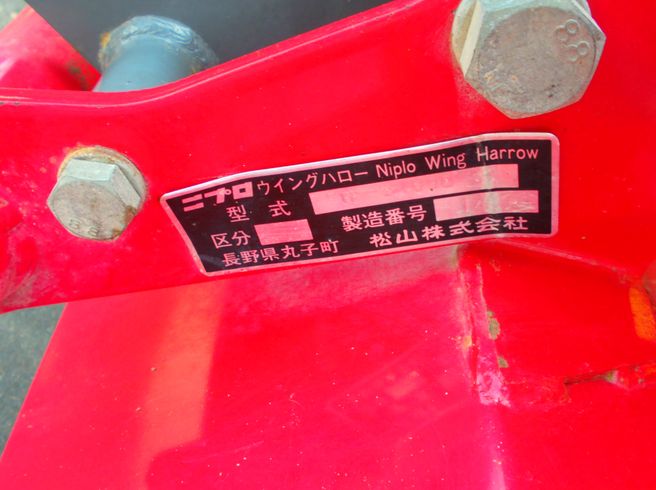 ニプロ ウイングハロー Niplo Wing Harrow
型式
区分 製造番号
長野県丸子町 松山株式会社